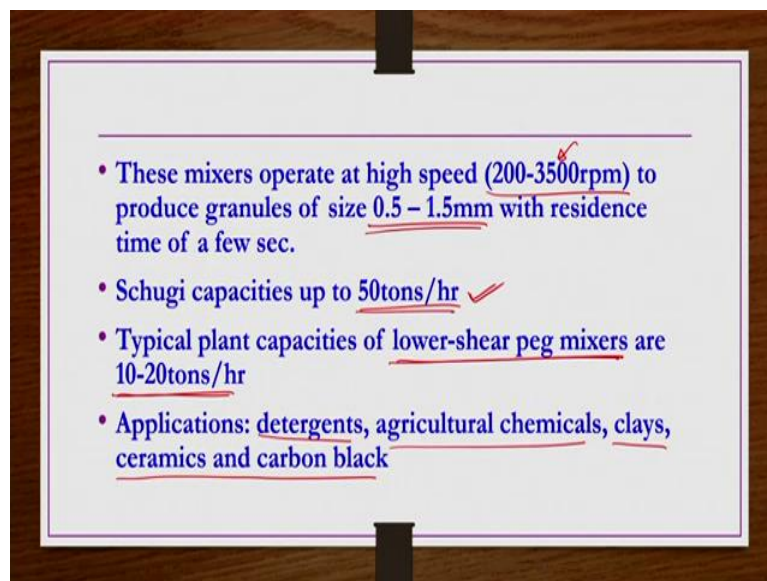 • These mixers operate at high speed (200-3500rpm) to
produce granules of size 0.5 – 1.5mm with residence
time of a few sec.
• Schugi capacities up to 50tons/hr
• Typical plant capacities of lower-shear peg mixers are
10-20tons/hr
• Applications: detergents, agricultural chemicals, clays,
ceramics and carbon black